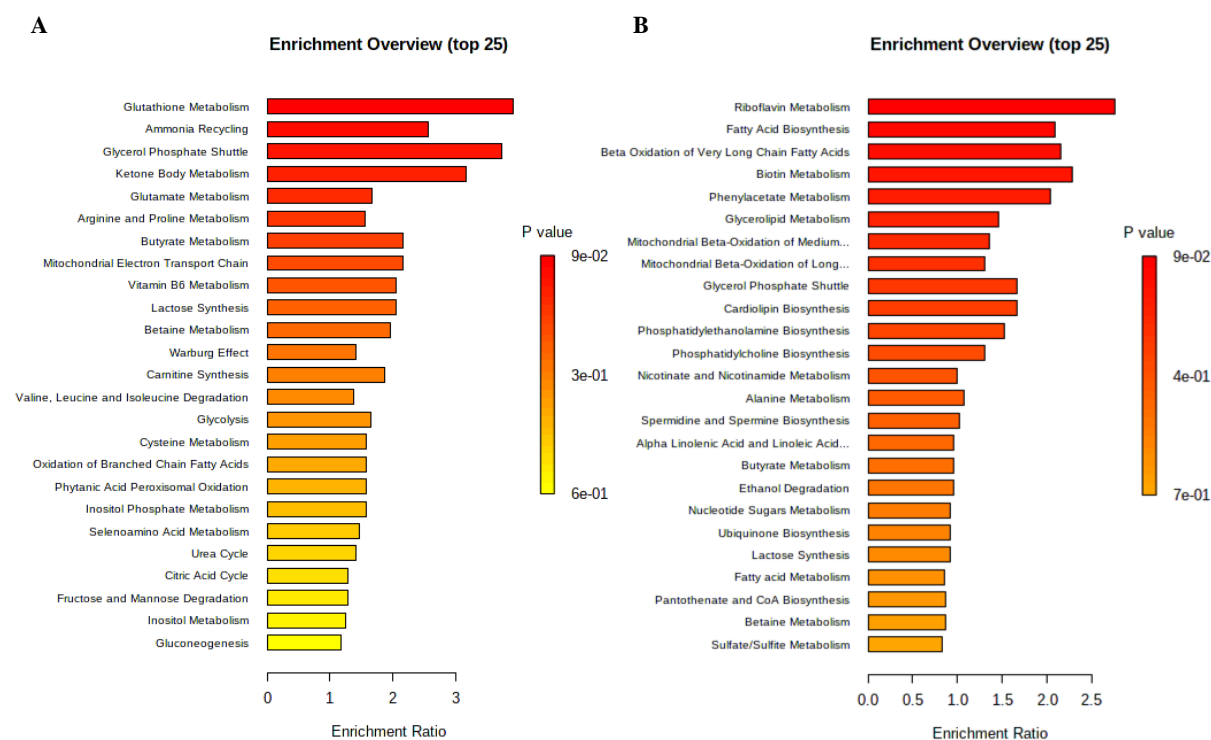 A
Enrichment Overview (top 25)
Glutathione Metabolism
Ammonia Recycling
Glycerol Phosphate Shuttle
Ketone Body Metabolism
Glutamate Metabolism
Arginine and Proline Metabolism
Butyrate Metabolism
Mitochondrial Electron Transport Chain
Vitamin B6 Metabolism
Lactose Synthesis
Betaine Metabolism
Warburg Effect
Carnitine Synthesis
Valine, Leucine and Isoleucine Degradation
Glycolysis
Cysteine Metabolism
Oxidation of Branched Chain Fatty Acids
Phytanic Acid Peroxisomal Oxidation
Inositol Phosphate Metabolism
Selenoamino Acid Metabolism
Urea Cycle
Citric Acid Cycle
Fructose and Mannose Degradation
Inositol Metabolism
Gluconeogenesis
0 1 2 3
Enrichment Ratio
P value
9e-02
3e-01
6e-01
B
Enrichment Overview (top 25)
Riboflavin Metabolism
Fatty Acid Biosynthesis
Beta Oxidation of Very Long Chain Fatty Acids
Biotin Metabolism
Phenylacetate Metabolism
Glycerolipid Metabolism
Mitochondrial Beta-Oxidation of Medium...
Mitochondrial Beta-Oxidation of Long...
Glycerol Phosphate Shuttle
Cardiolipin Biosynthesis
Phosphatidylethanolamine Biosynthesis
Phosphatidylcholine Biosynthesis
Nicotinate and Nicotinamide Metabolism
Alanine Metabolism
Spermidine and Spermine Biosynthesis
Alpha Linolenic Acid and Linoleic Acid...
Butyrate Metabolism
Ethanol Degradation
Nucleotide Sugars Metabolism
Ubiquinone Biosynthesis
Lactose Synthesis
Fatty acid Metabolism
Pantothenate and CoA Biosynthesis
Betaine Metabolism
Sulfate/Sulfite Metabolism
0.0 0.5 1.0 1.5 2.0 2.5
Enrichment Ratio
P value
9e-02
4e-01
7e-01